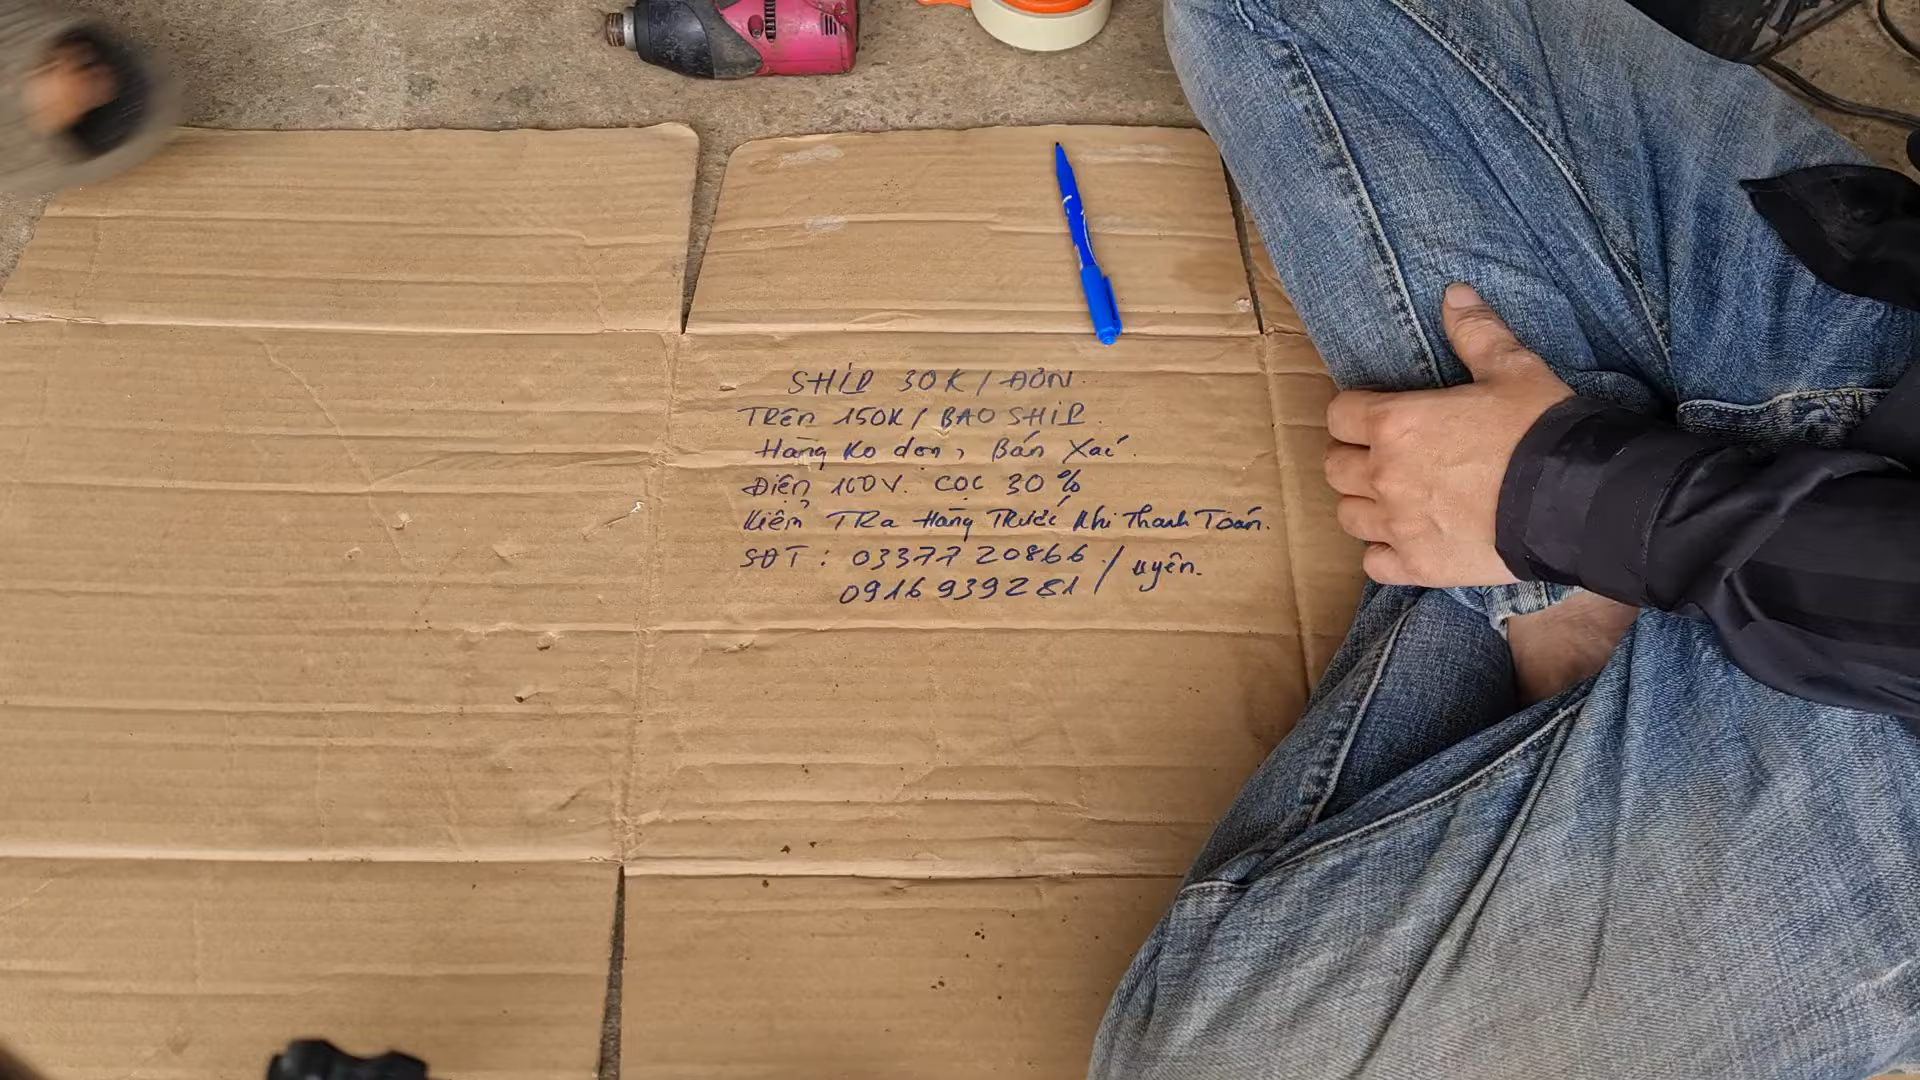 SHIP 30K / ĐƠN.
TRên 150K / BAO SHIP.
Hàng Ko đơn, Bán Xác.
Điện 100V. CỌC 30%
Kiểm TRa Hàng TRước Khi Thanh Toán.
SĐT : 03377 20866 / uyên.
0916 939281 /